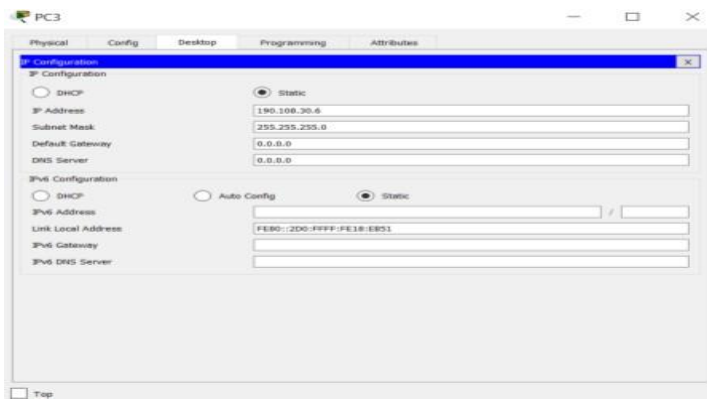 PC3
Physical Config Desktop Programming Attributes
IP Configuration X
IP Configuration
DHCP Static
IP Address 190.108.30.6
Subnet Mask 255.255.255.0
Default Gateway 0.0.0.0
DNS Server 0.0.0.0
IPv6 Configuration
DHCP Auto Config Static
IPv6 Address /
Link Local Address FE80::2D0:FFFF:FE18:EB51
IPv6 Gateway
IPv6 DNS Server
Top